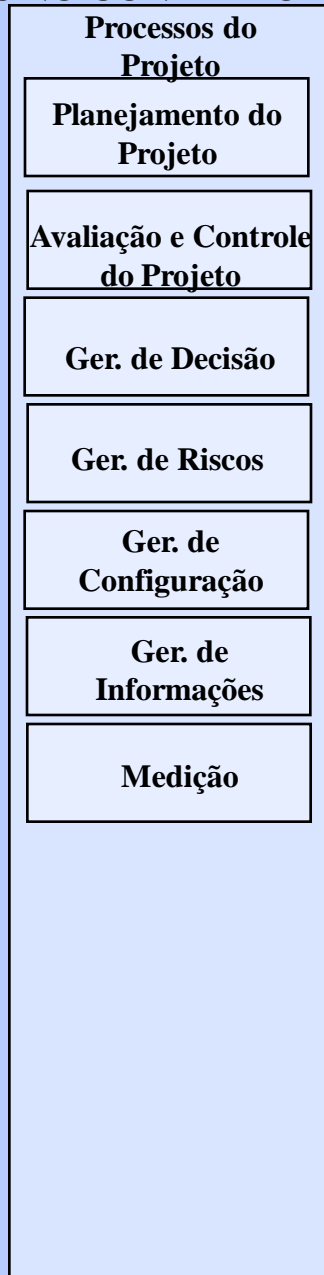 Processos do
Projeto
Planejamento do
Projeto
Avaliação e Controle
do Projeto
Ger. de Decisão
Ger. de Riscos
Ger. de
Configuração
Ger. de
Informações
Medição